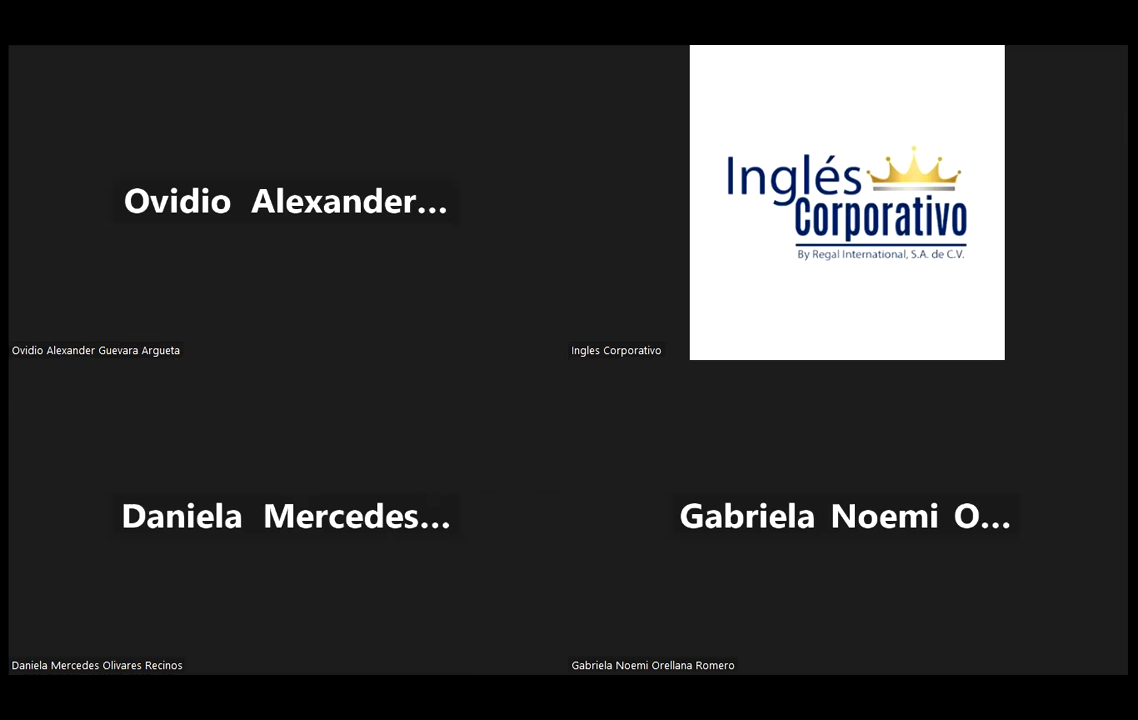 Ovidio Alexander...
Ovidio Alexander Guevara Argueta
Inglés
Corporativo
By Regal International, S.A. de C.V.
Ingles Corporativo
Daniela Mercedes...
Daniela Mercedes Olivares Recinos
Gabriela Noemi O...
Gabriela Noemi Orellana Romero